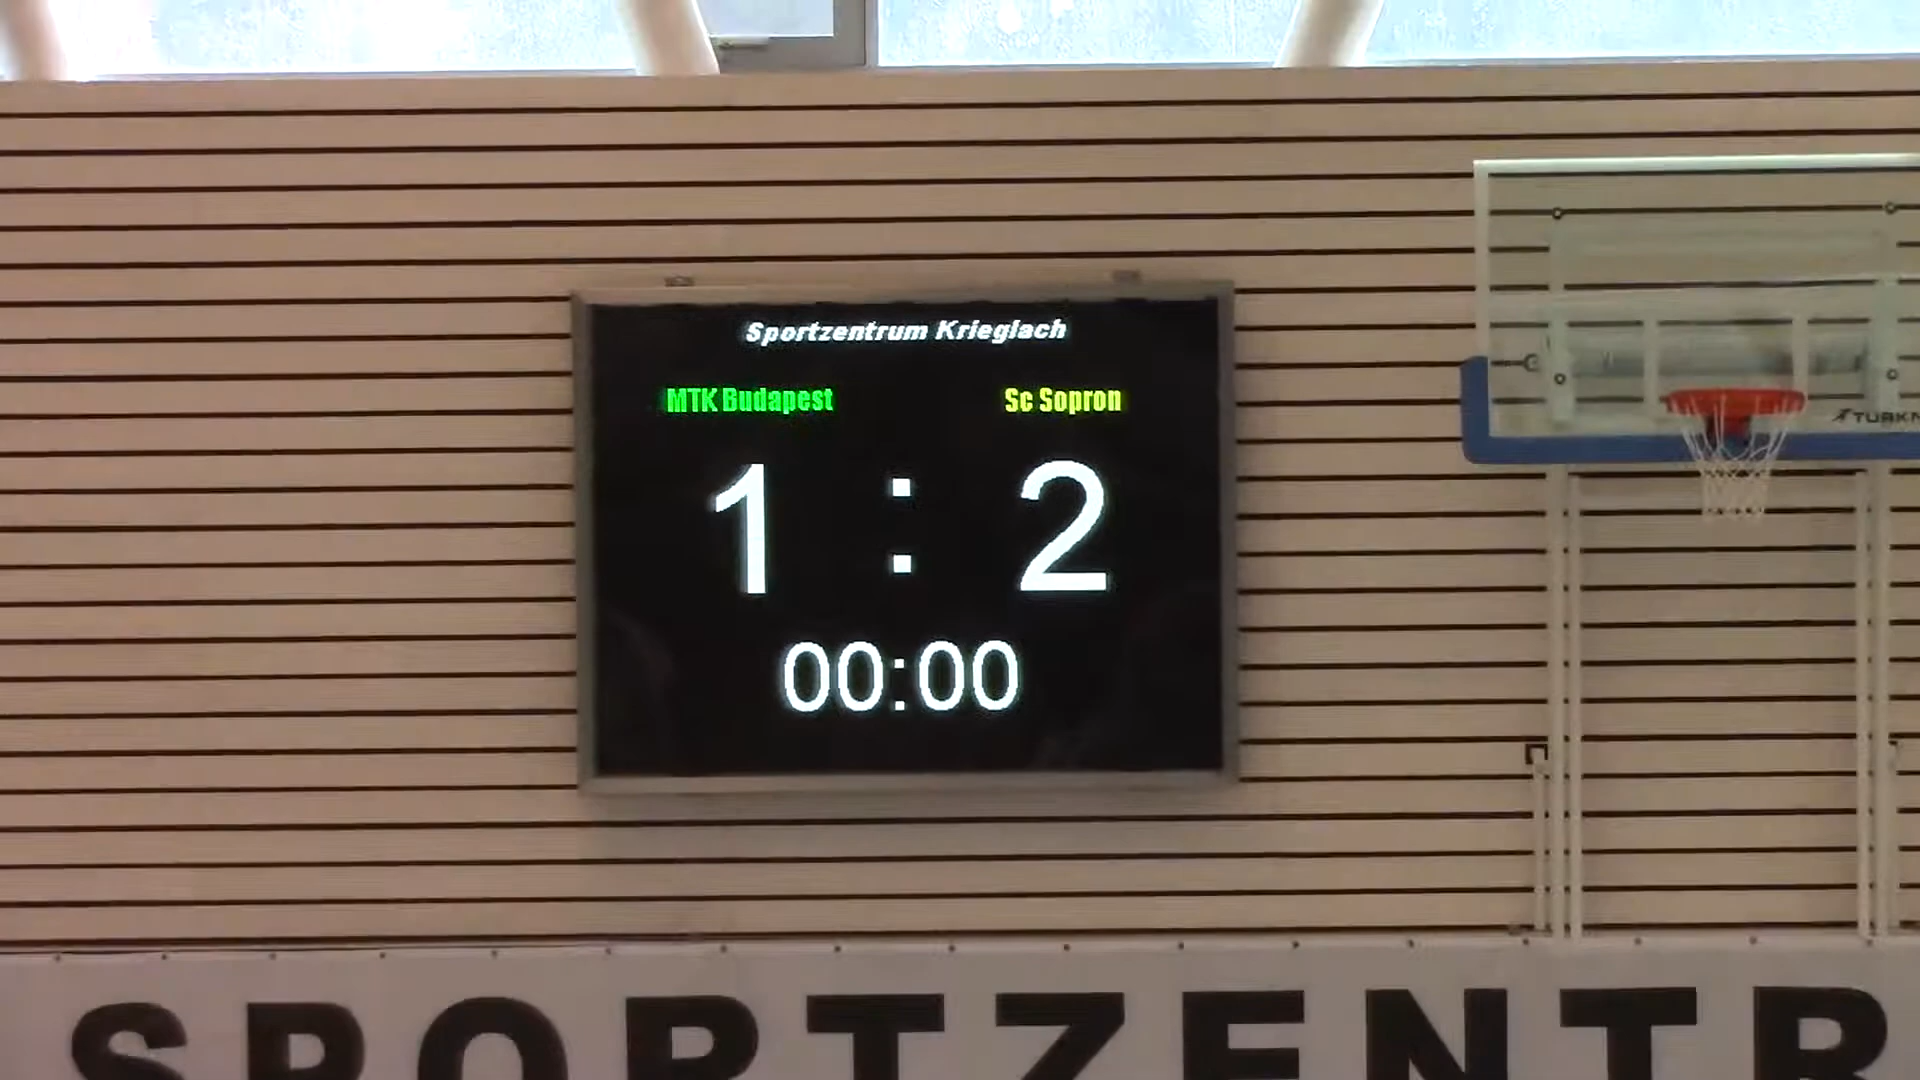 Sportzentrum Krieglach
MTK Budapest Sc Sopron
1 : 2
00:00
SPORTZENTR